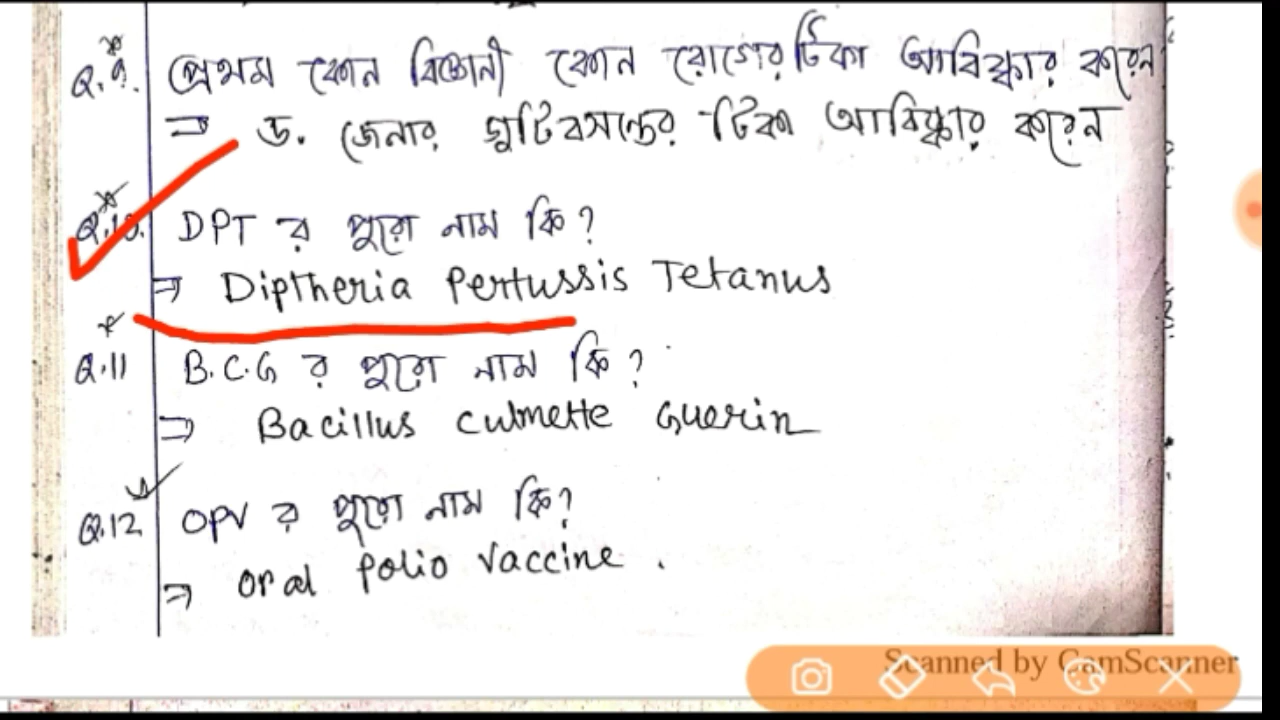 Q.9. প্রথম কোন বিজ্ঞানী কোন রোগের টিকা আবিষ্কার করেন
⇒ ড. জেনার গুটিবসন্তের টিকা আবিষ্কার করেন
Q.10. DPT র পুরো নাম কি?
⇒ Diptheria Pertussis Tetanus
Q.11 B.C.G র পুরো নাম কি?
⇒ Bacillus Culmette Guerin
Q.12 OPV র পুরো নাম কি?
⇒ Oral Polio Vaccine.
Scanned by CamScanner